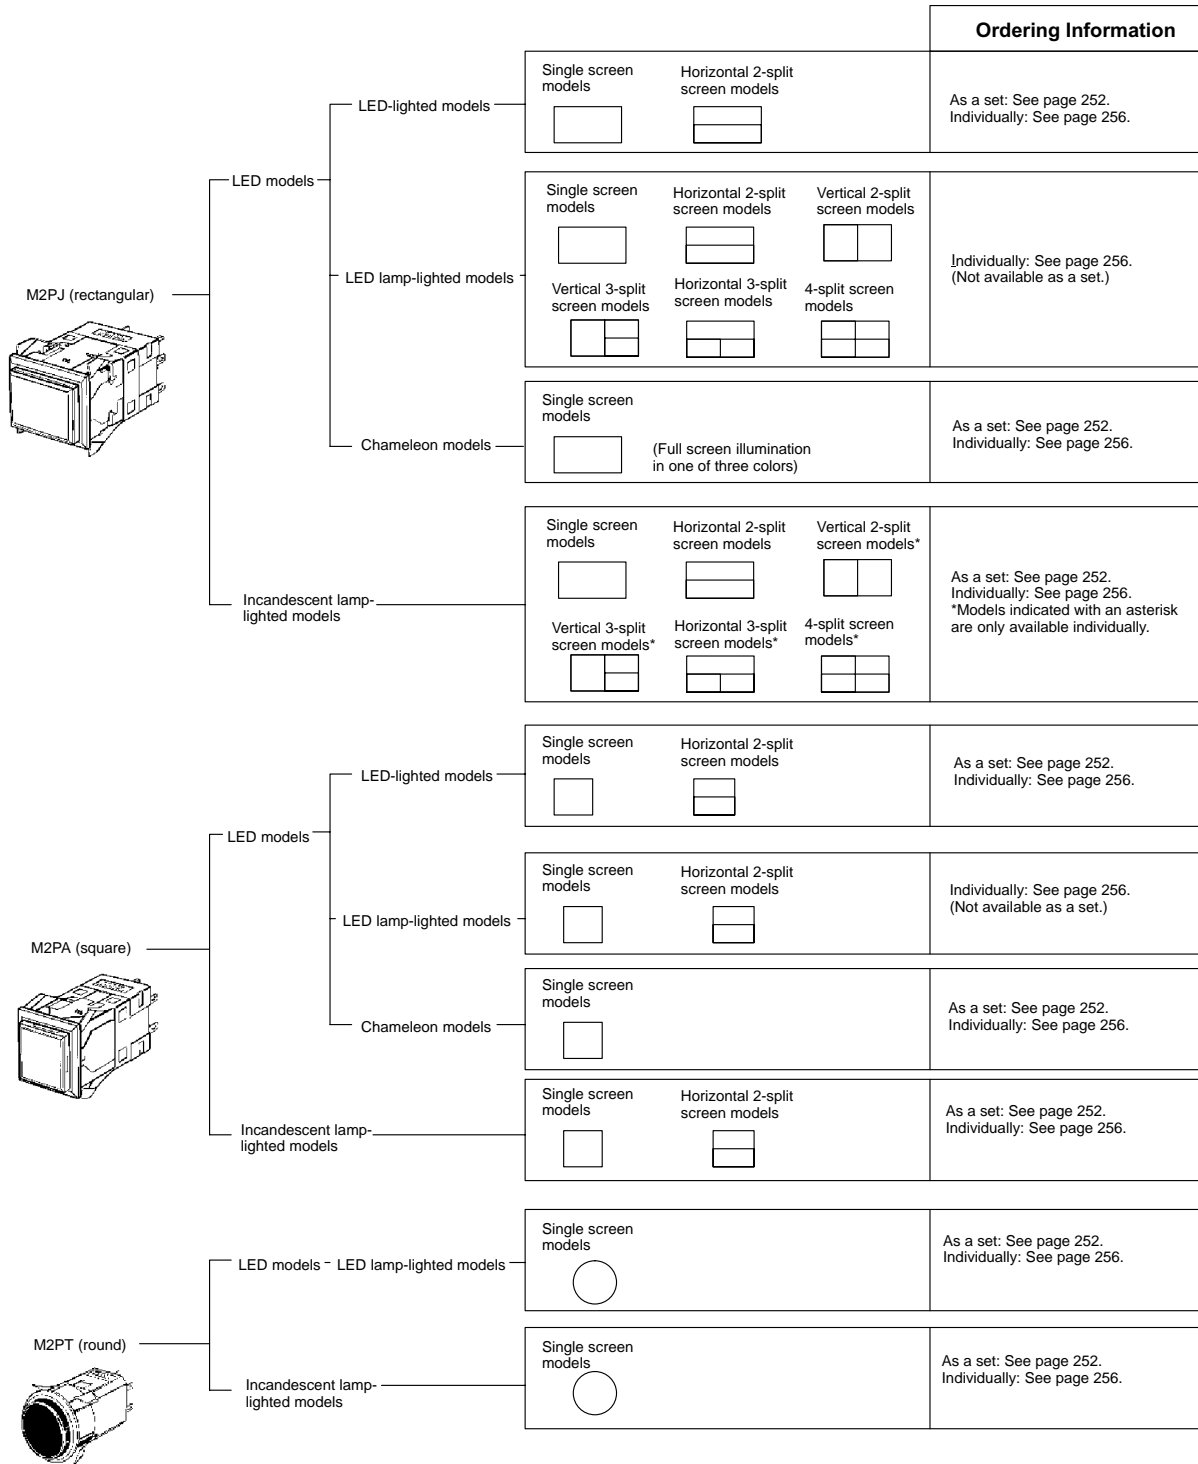 Ordering Information
Single screen
models
Horizontal 2-split
screen models
LED-lighted models
As a set: See page 252.
Individually: See page 256.
LED models
Single screen
models
Horizontal 2-split
screen models
Vertical 2-split
screen models
LED lamp-lighted models
Individually: See page 256.
(Not available as a set.)
Vertical 3-split
screen models
Horizontal 3-split
screen models
4-split screen
models
M2PJ (rectangular)
Single screen
models
Chameleon models
(Full screen illumination
in one of three colors)
As a set: See page 252.
Individually: See page 256.
Single screen
models
Horizontal 2-split
screen models
Vertical 2-split
screen models*
Incandescent lamp-
lighted models
As a set: See page 252.
Individually: See page 256.
*Models indicated with an asterisk
are only available individually.
Vertical 3-split
screen models*
Horizontal 3-split
screen models*
4-split screen
models*
Single screen
models
Horizontal 2-split
screen models
LED-lighted models
As a set: See page 252.
Individually: See page 256.
LED models
Single screen
models
Horizontal 2-split
screen models
LED lamp-lighted models
Individually: See page 256.
(Not available as a set.)
M2PA (square)
Single screen
models
Chameleon models
As a set: See page 252.
Individually: See page 256.
Single screen
models
Horizontal 2-split
screen models
Incandescent lamp-
lighted models
As a set: See page 252.
Individually: See page 256.
Single screen
models
LED models
LED lamp-lighted models
As a set: See page 252.
Individually: See page 256.
M2PT (round)
Single screen
models
Incandescent lamp-
lighted models
As a set: See page 252.
Individually: See page 256.